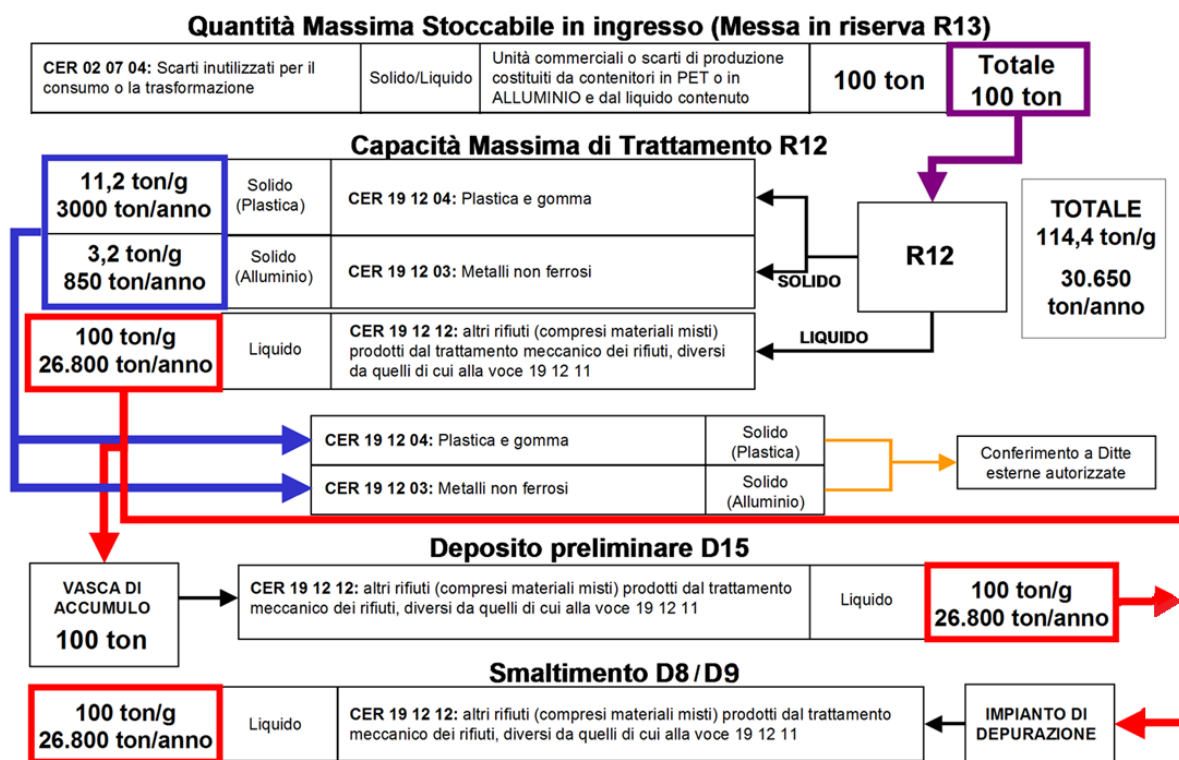 Quantità Massima Stoccabile in ingresso (Messa in riserva R13)
CER 02 07 04: Scarti inutilizzati per il
consumo o la trasformazione
Solido/Liquido
Unità commerciali o scarti di produzione
costituiti da contenitori in PET o in
ALLUMINIO e dal liquido contenuto
100 ton
Totale
100 ton
Capacità Massima di Trattamento R12
11,2 ton/g
3000 ton/anno
Solido
(Plastica)
CER 19 12 04: Plastica e gomma
3,2 ton/g
850 ton/anno
Solido
(Alluminio)
CER 19 12 03: Metalli non ferrosi
SOLIDO
R12
TOTALE
114,4 ton/g
30.650
ton/anno
100 ton/g
26.800 ton/anno
Liquido
CER 19 12 12: altri rifiuti (compresi materiali misti)
prodotti dal trattamento meccanico dei rifiuti, diversi
da quelli di cui alla voce 19 12 11
LIQUIDO
CER 19 12 04: Plastica e gomma
Solido
(Plastica)
CER 19 12 03: Metalli non ferrosi
Solido
(Alluminio)
Conferimento a Ditte
esterne autorizzate
Deposito preliminare D15
VASCA DI
ACCUMULO
100 ton
CER 19 12 12: altri rifiuti (compresi materiali misti) prodotti dal trattamento
meccanico dei rifiuti, diversi da quelli di cui alla voce 19 12 11
Liquido
100 ton/g
26.800 ton/anno
Smaltimento D8/D9
100 ton/g
26.800 ton/anno
Liquido
CER 19 12 12: altri rifiuti (compresi materiali misti) prodotti dal trattamento
meccanico dei rifiuti, diversi da quelli di cui alla voce 19 12 11
IMPIANTO DI
DEPURAZIONE